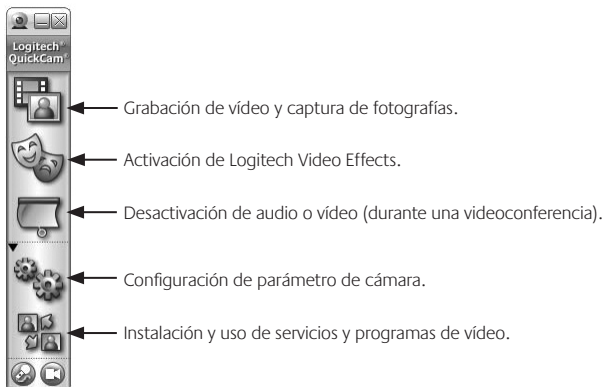 Logitech®
QuickCam®
Grabación de vídeo y captura de fotografías.
Activación de Logitech Video Effects.
Desactivación de audio o vídeo (durante una videoconferencia).
Configuración de parámetro de cámara.
Instalación y uso de servicios y programas de vídeo.